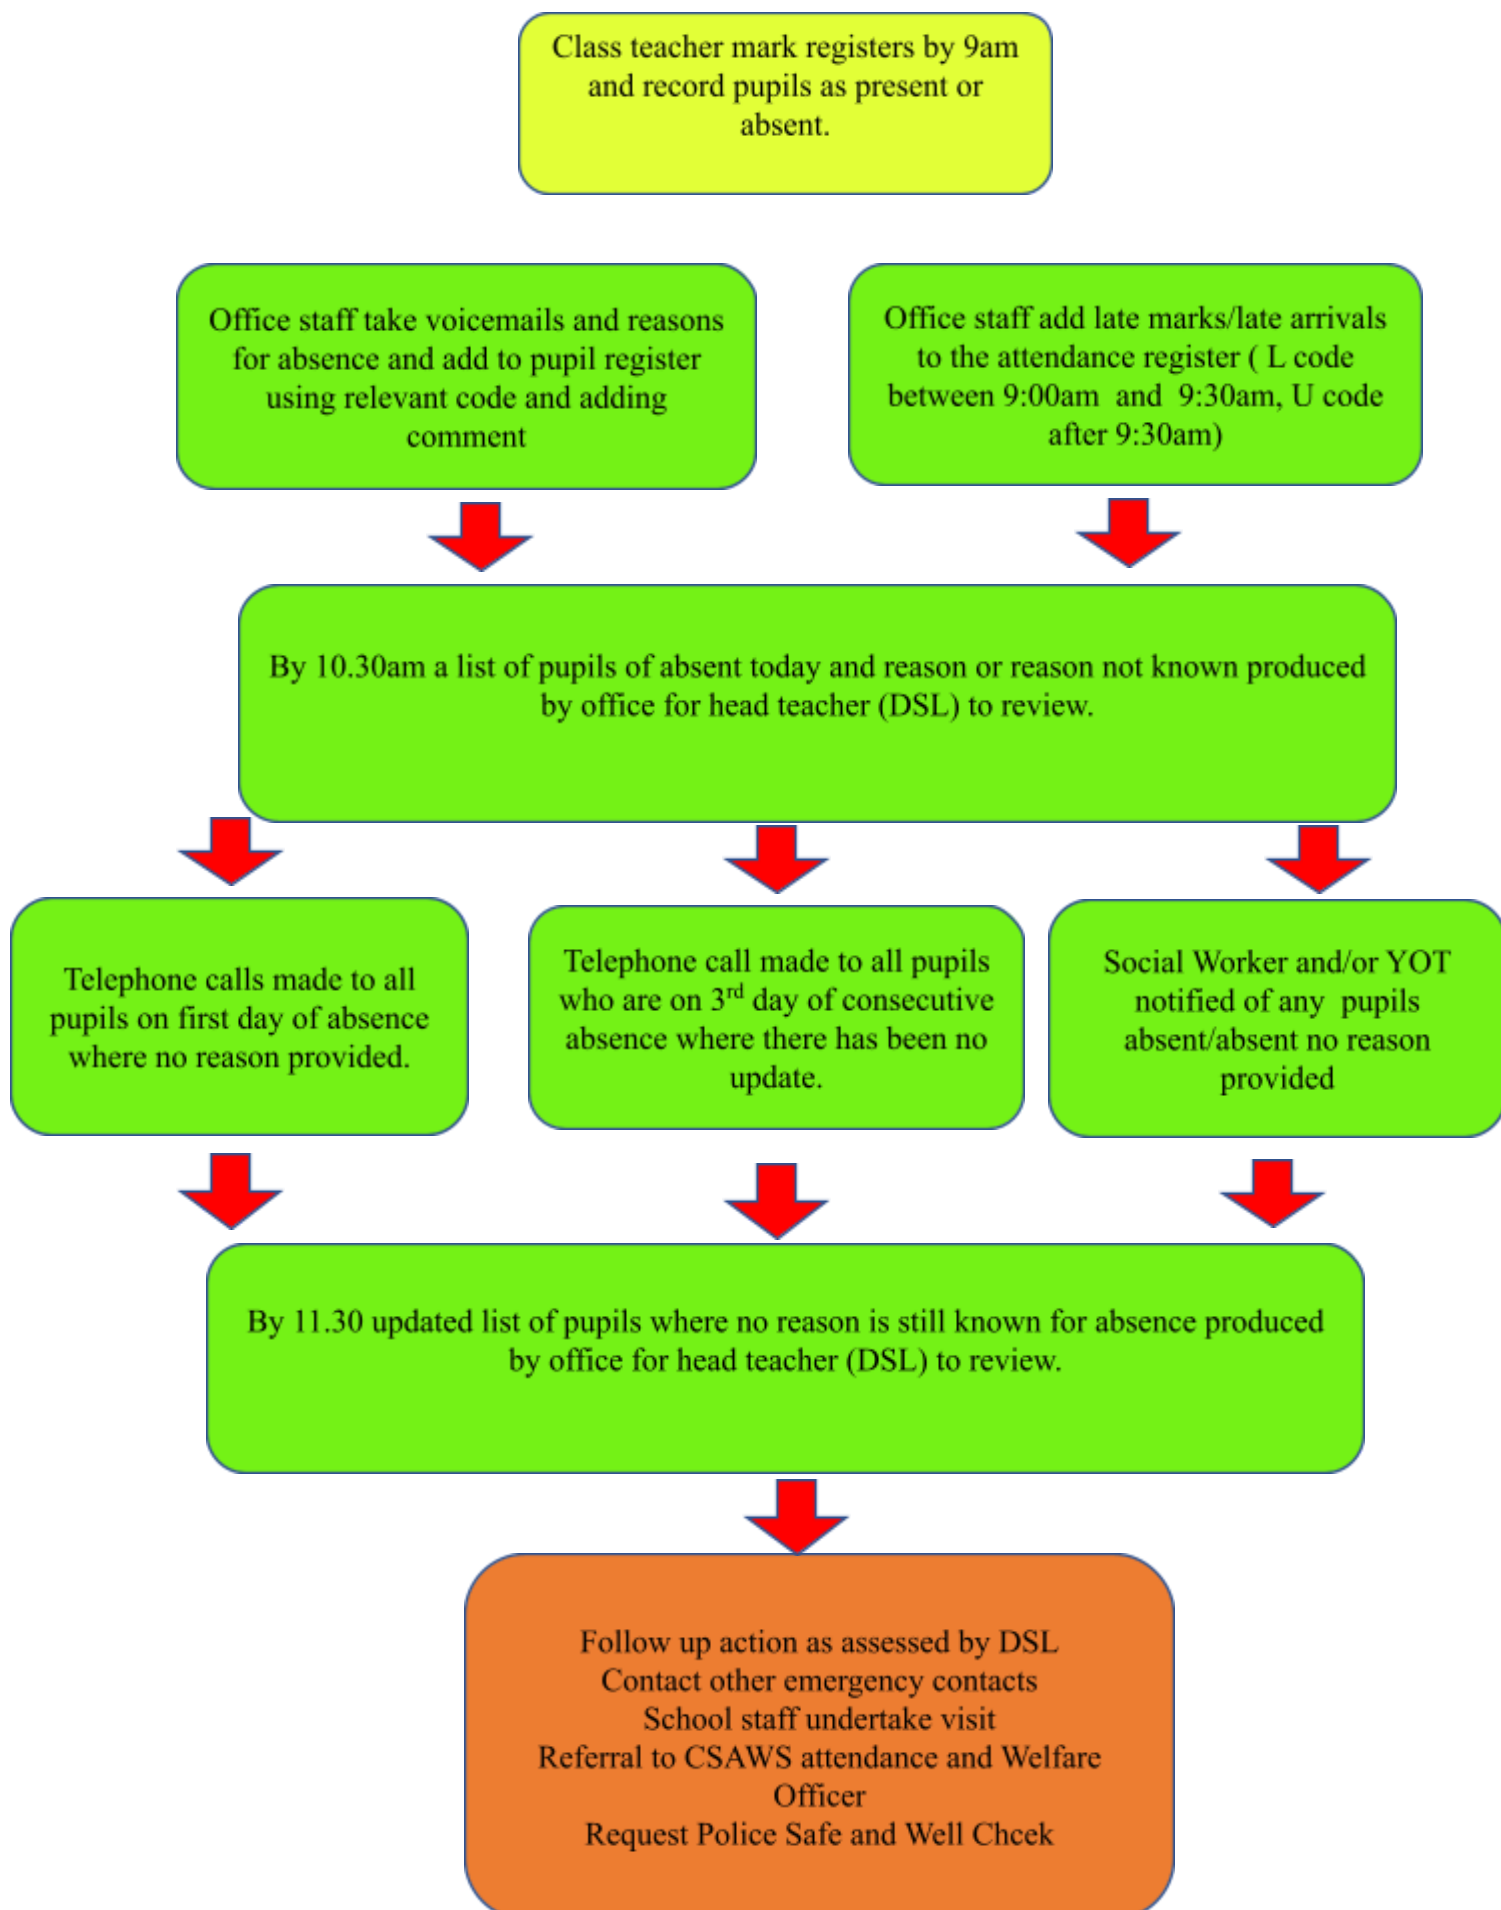 Class teacher mark registers by 9am
and record pupils as present or
absent.
Office staff take voicemails and reasons
for absence and add to pupil register
using relevant code and adding
comment
Office staff add late marks/late arrivals
to the attendance register ( L code
between 9:00am and 9:30am, U code
after 9:30am)
By 10.30am a list of pupils of absent today and reason or reason not known produced
by office for head teacher (DSL) to review.
Telephone calls made to all
pupils on first day of absence
where no reason provided.
Telephone call made to all pupils
who are on 3rd day of consecutive
absence where there has been no
update.
Social Worker and/or YOT
notified of any pupils
absent/absent no reason
provided
By 11.30 updated list of pupils where no reason is still known for absence produced
by office for head teacher (DSL) to review.
Follow up action as assessed by DSL
Contact other emergency contacts
School staff undertake visit
Referral to CSAWS attendance and Welfare
Officer
Request Police Safe and Well Chcek